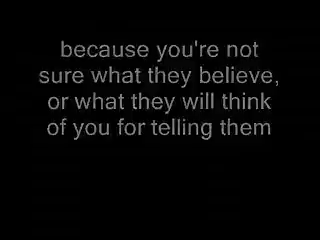 because you're not
sure what they believe,
or what they will think
of you for telling them